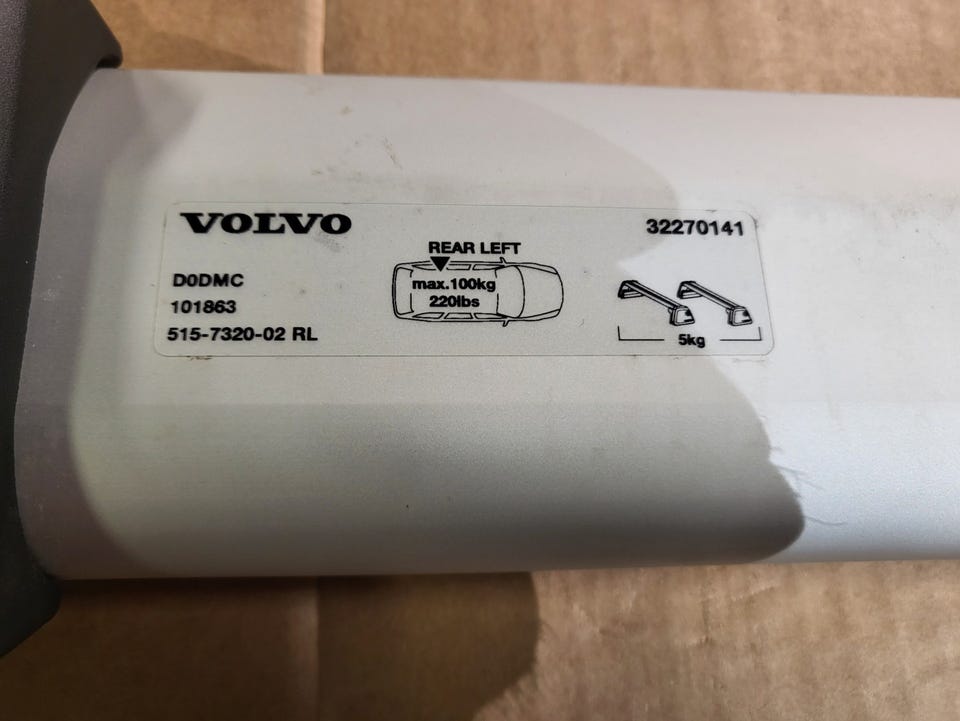 VOLVO
32270141
REAR LEFT
D0DMC
max.100kg
101863
220lbs
515-7320-02 RL
5kg